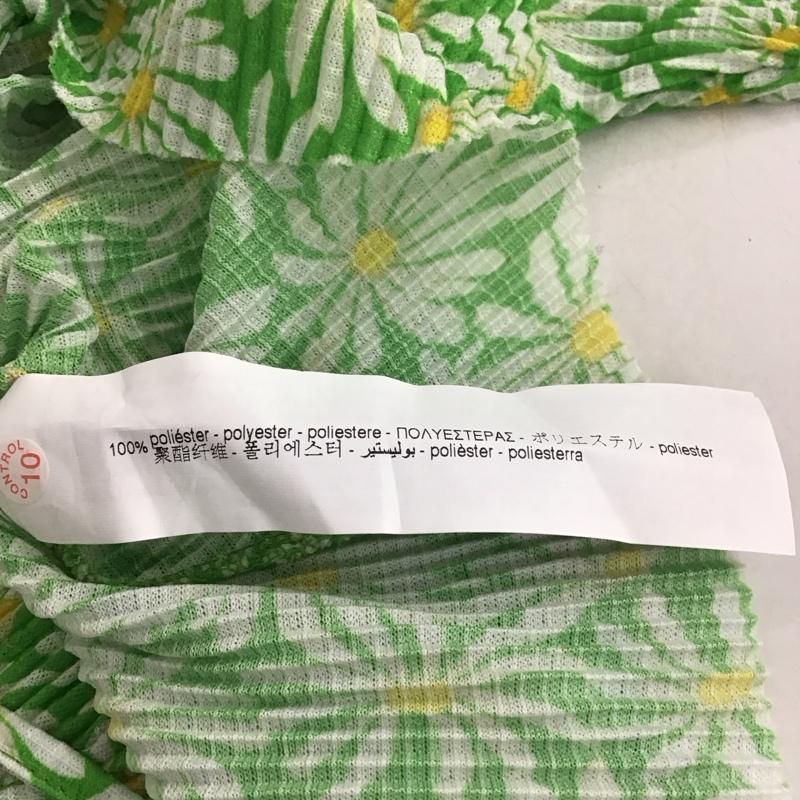 100% poliéster - polyester - poliestere - ΠΟΛΥΕΣΤΕΡΑΣ - ポリエステル - poliester
聚酯纤维 - 폴리에스터 - بوليستير - polièster - poliesterra
CONTROL
10